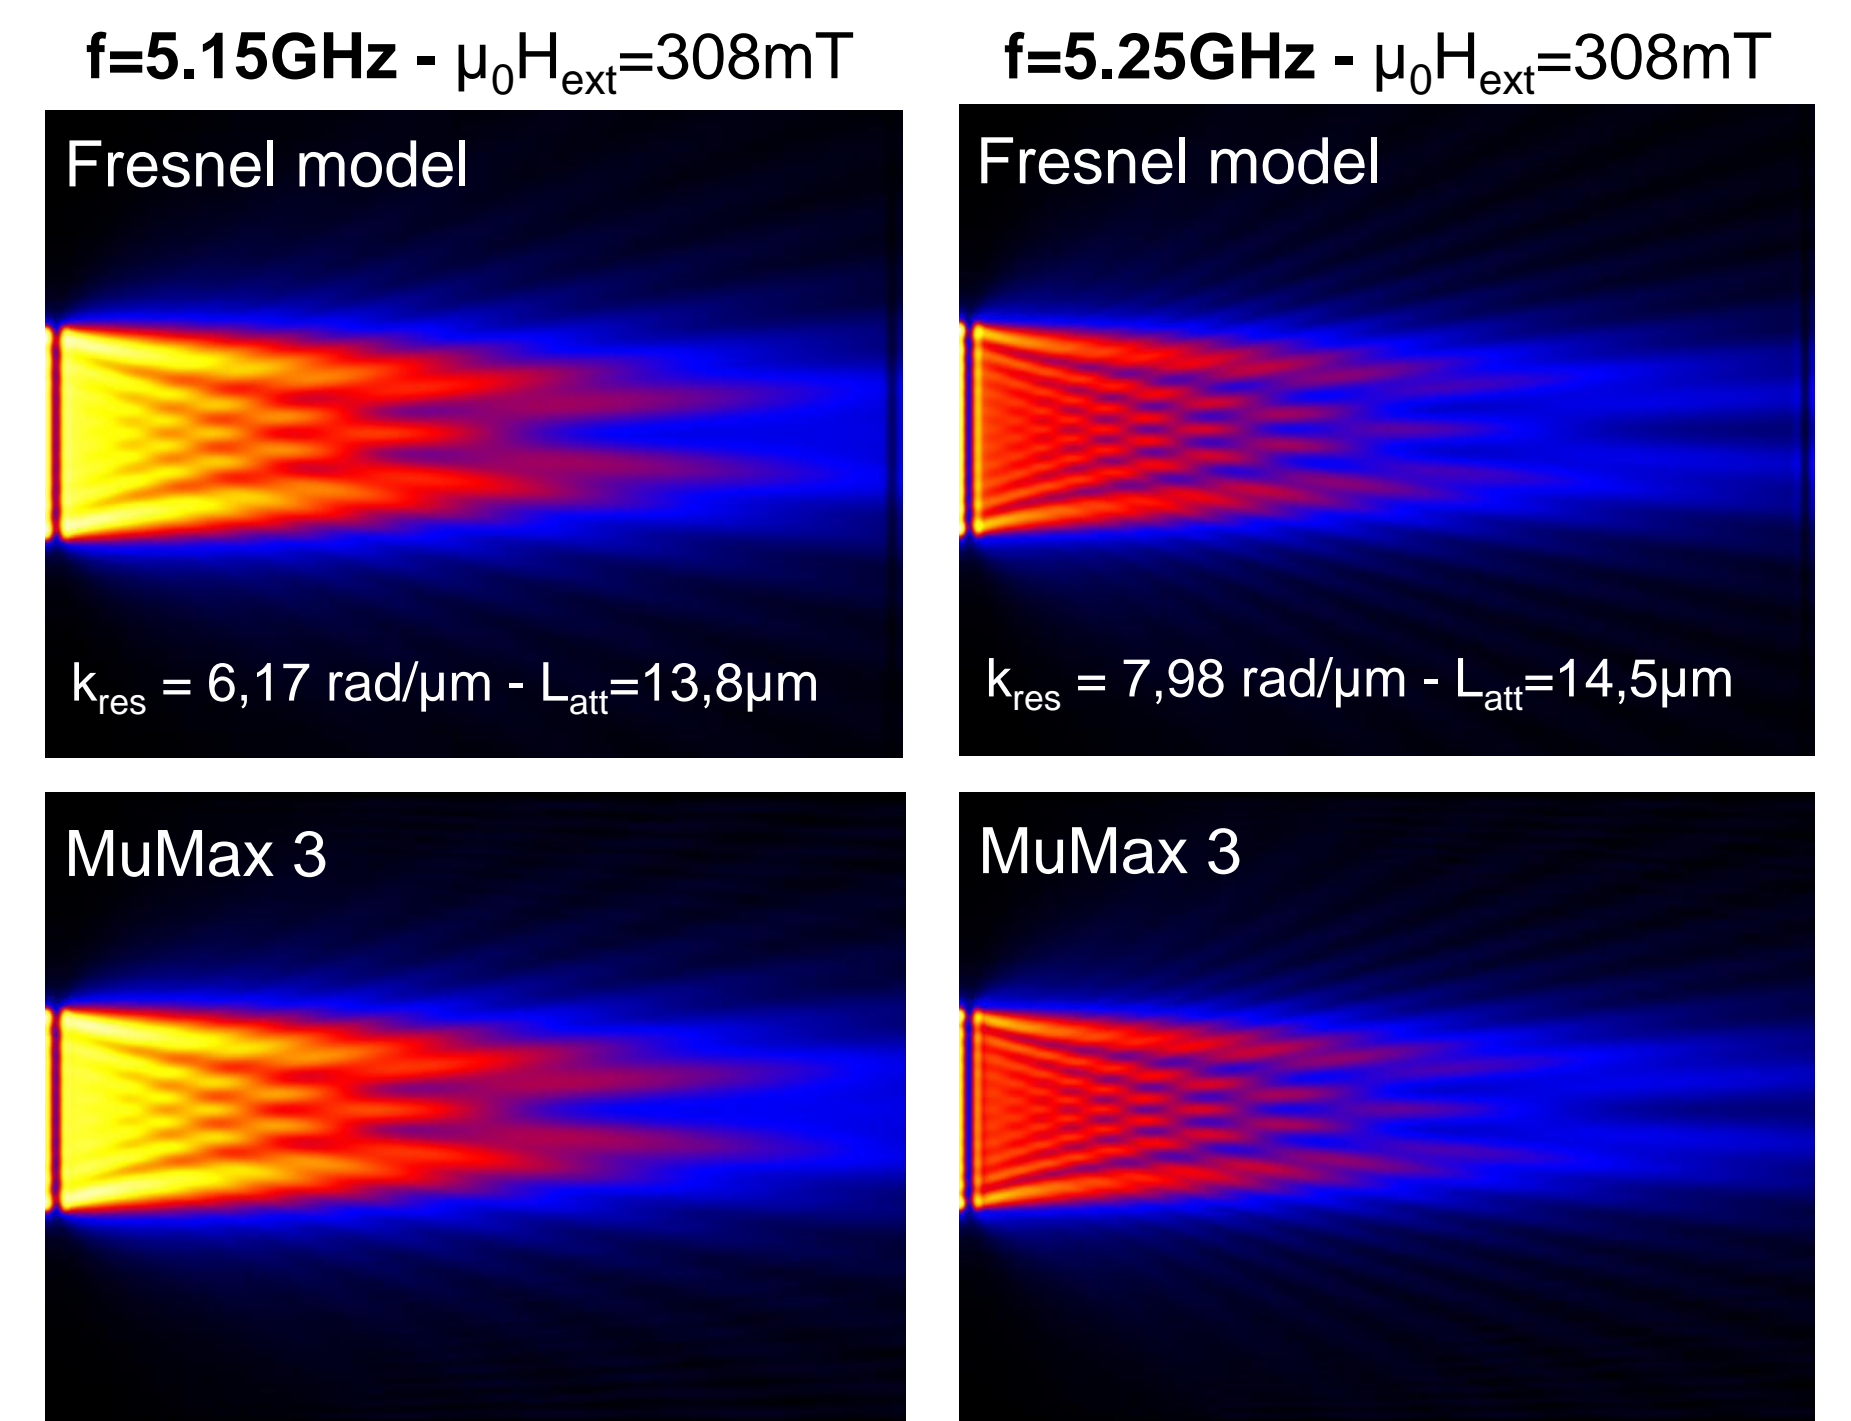 f=5.15GHz - µ₀Hₑₓₜ=308mT
f=5.25GHz - µ₀Hₑₓₜ=308mT
Fresnel model
Fresnel model
kᵣₑₛ = 6,17 rad/µm - Lₐₜₜ=13,8µm
kᵣₑₛ = 7,98 rad/µm - Lₐₜₜ=14,5µm
MuMax 3
MuMax 3